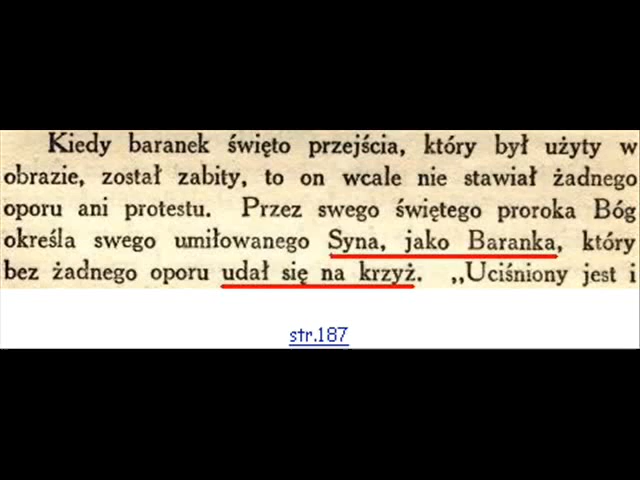 Kiedy baranek święto przejścia, który był użyty w
obrazie, został zabity, to on wcale nie stawiał żadnego
oporu ani protestu. Przez swego świętego proroka Bóg
określa swego umiłowanego Syna, jako Baranka, który
bez żadnego oporu udał się na krzyż. „Uciśniony jest i
str.187